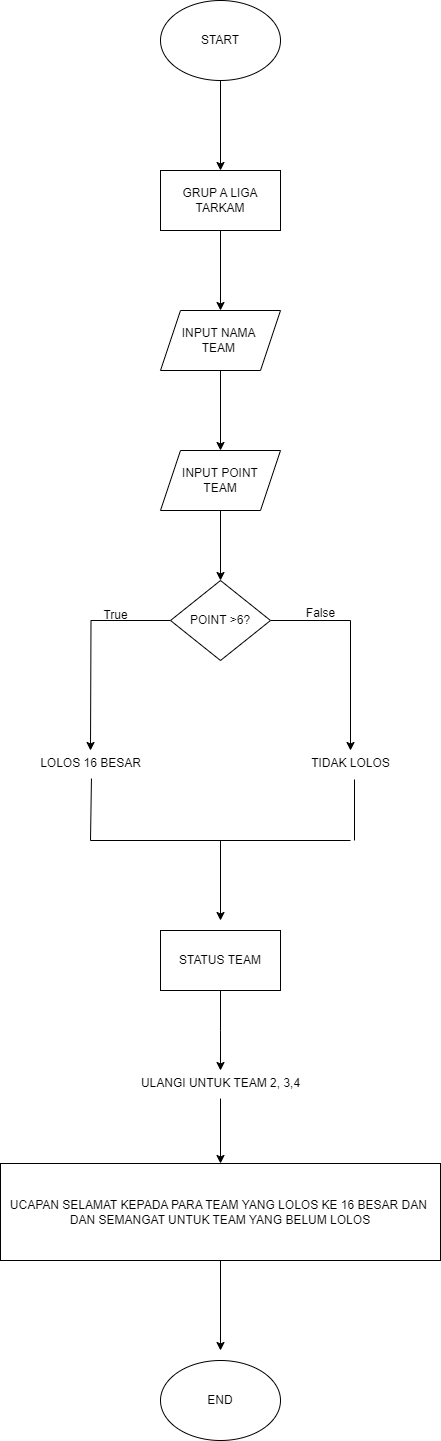 START
GRUP A LIGA
TARKAM
INPUT NAMA
TEAM
INPUT POINT
TEAM
POINT >6?
True
False
LOLOS 16 BESAR
TIDAK LOLOS
STATUS TEAM
ULANGI UNTUK TEAM 2, 3,4
UCAPAN SELAMAT KEPADA PARA TEAM YANG LOLOS KE 16 BESAR DAN
DAN SEMANGAT UNTUK TEAM YANG BELUM LOLOS
END